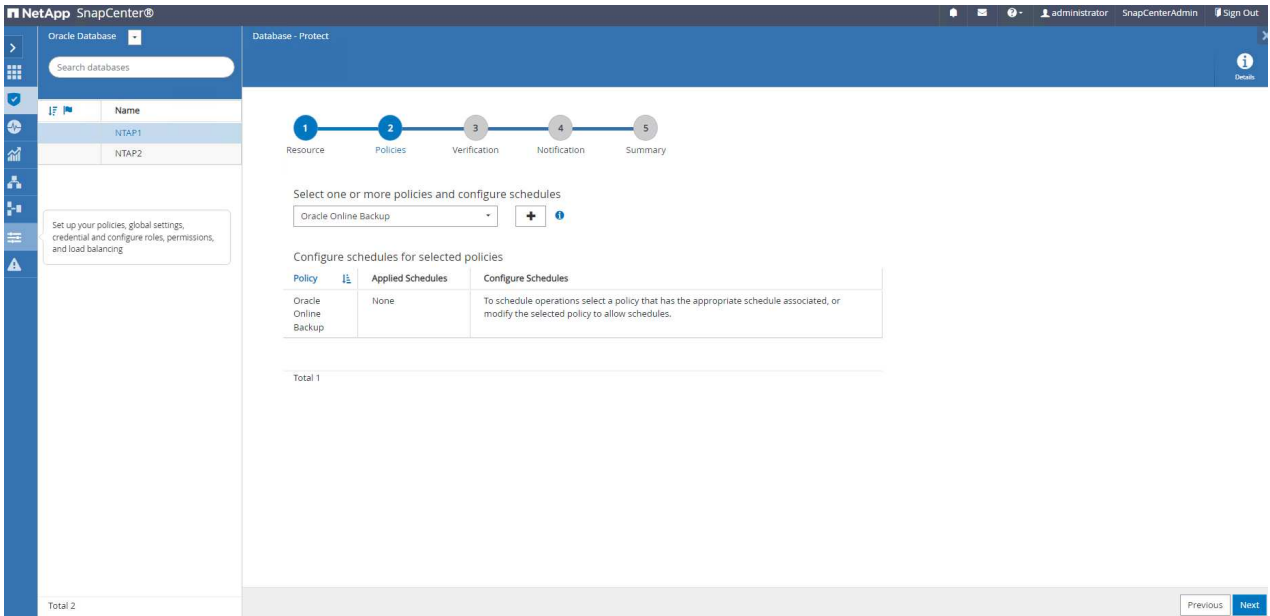 NetApp SnapCenter®
administrator SnapCenterAdmin Sign Out
Oracle Database
Database - Protect
Search databases
Details
Name
NTAP1
NTAP2
1 2 3 4 5
Resource Policies Verification Notification Summary
Set up your policies, global settings,
credential and configure roles, permissions,
and load balancing
Select one or more policies and configure schedules
Oracle Online Backup
Configure schedules for selected policies
Policy Applied Schedules Configure Schedules
Oracle Online Backup None To schedule operations select a policy that has the appropriate schedule associated, or
modify the selected policy to allow schedules.
Total 1
Total 2
Previous Next